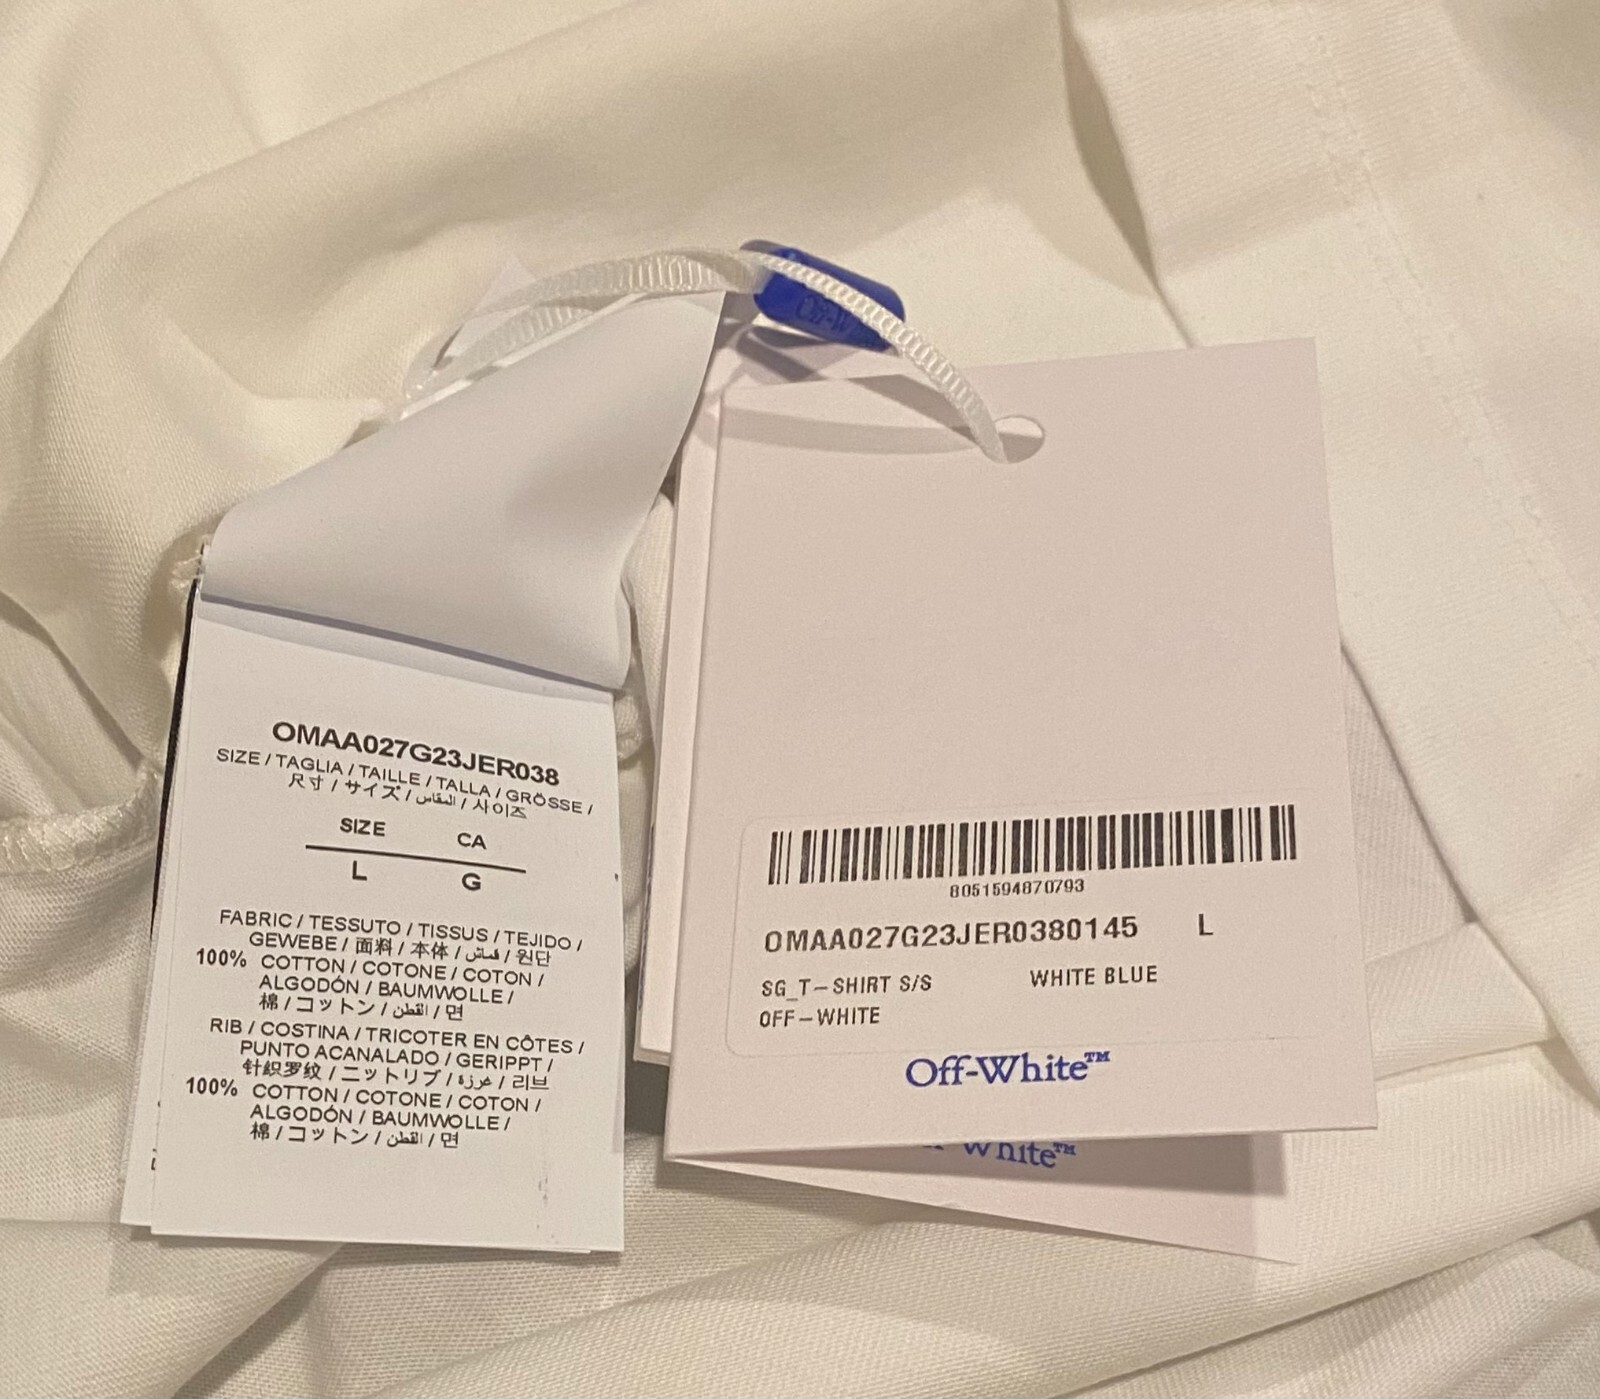 OMAA027G23JER038
SIZE / TAGLIA / TAILLE / TALLA / GRÖSSE /
尺寸 / サイズ / المقاس / 사이즈
SIZE CA
L G
FABRIC / TESSUTO / TISSUS / TEJIDO /
GEWEBE / 面料 / 本体 / قماش / 원단
100% COTTON / COTONE / COTON /
ALGODÓN / BAUMWOLLE /
棉 / コットン / القطن / 면
RIB / COSTINA / TRICOTER EN CÔTES /
PUNTO ACANALADO / GERIPPT /
针织罗纹 / ニットリブ / غرزة / 리브
100% COTTON / COTONE / COTON /
ALGODÓN / BAUMWOLLE /
棉 / コットン / القطن / 면
8051594870793
OMAA027G23JER0380145 L
SG_T-SHIRT S/S WHITE BLUE
OFF-WHITE
Off-White™
White™